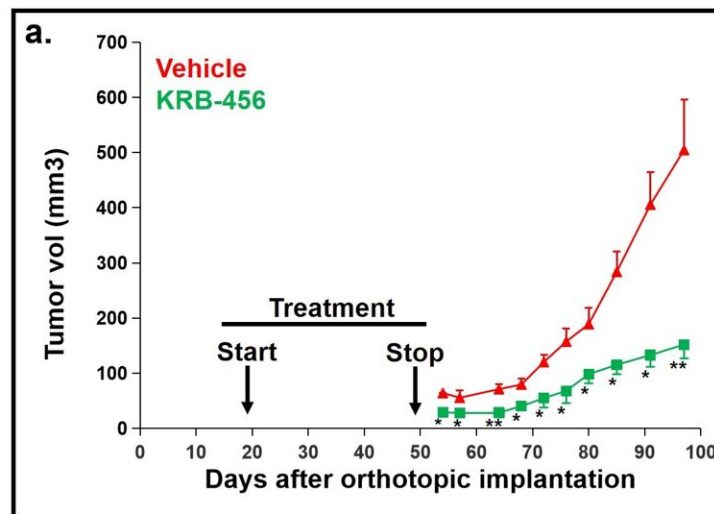 a.
700
600
500
400
300
200
100
0
Tumor vol (mm3)
Vehicle
KRB-456
Treatment
Start Stop
* * ** * * * * * * **
0 10 20 30 40 50 60 70 80 90 100
Days after orthotopic implantation